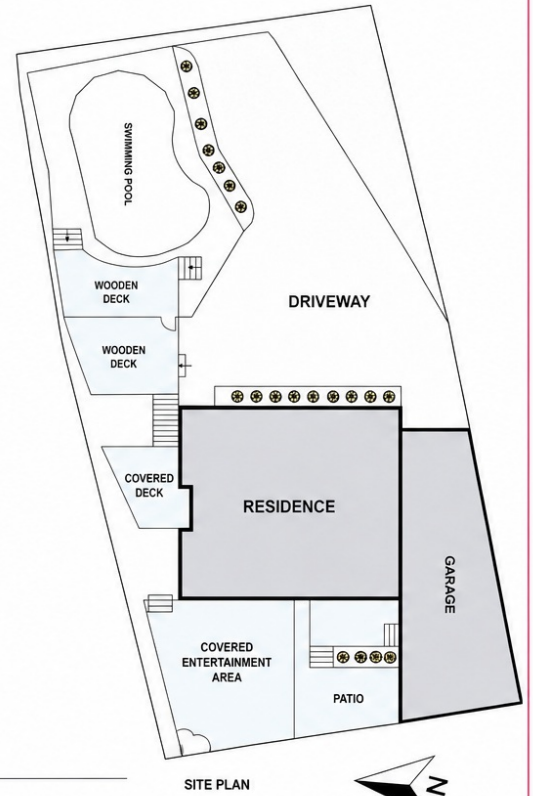 SWIMMING POOL
WOODEN
DECK
DRIVEWAY
WOODEN
DECK
COVERED
DECK
RESIDENCE
GARAGE
COVERED
ENTERTAINMENT
AREA
PATIO
SITE PLAN
N